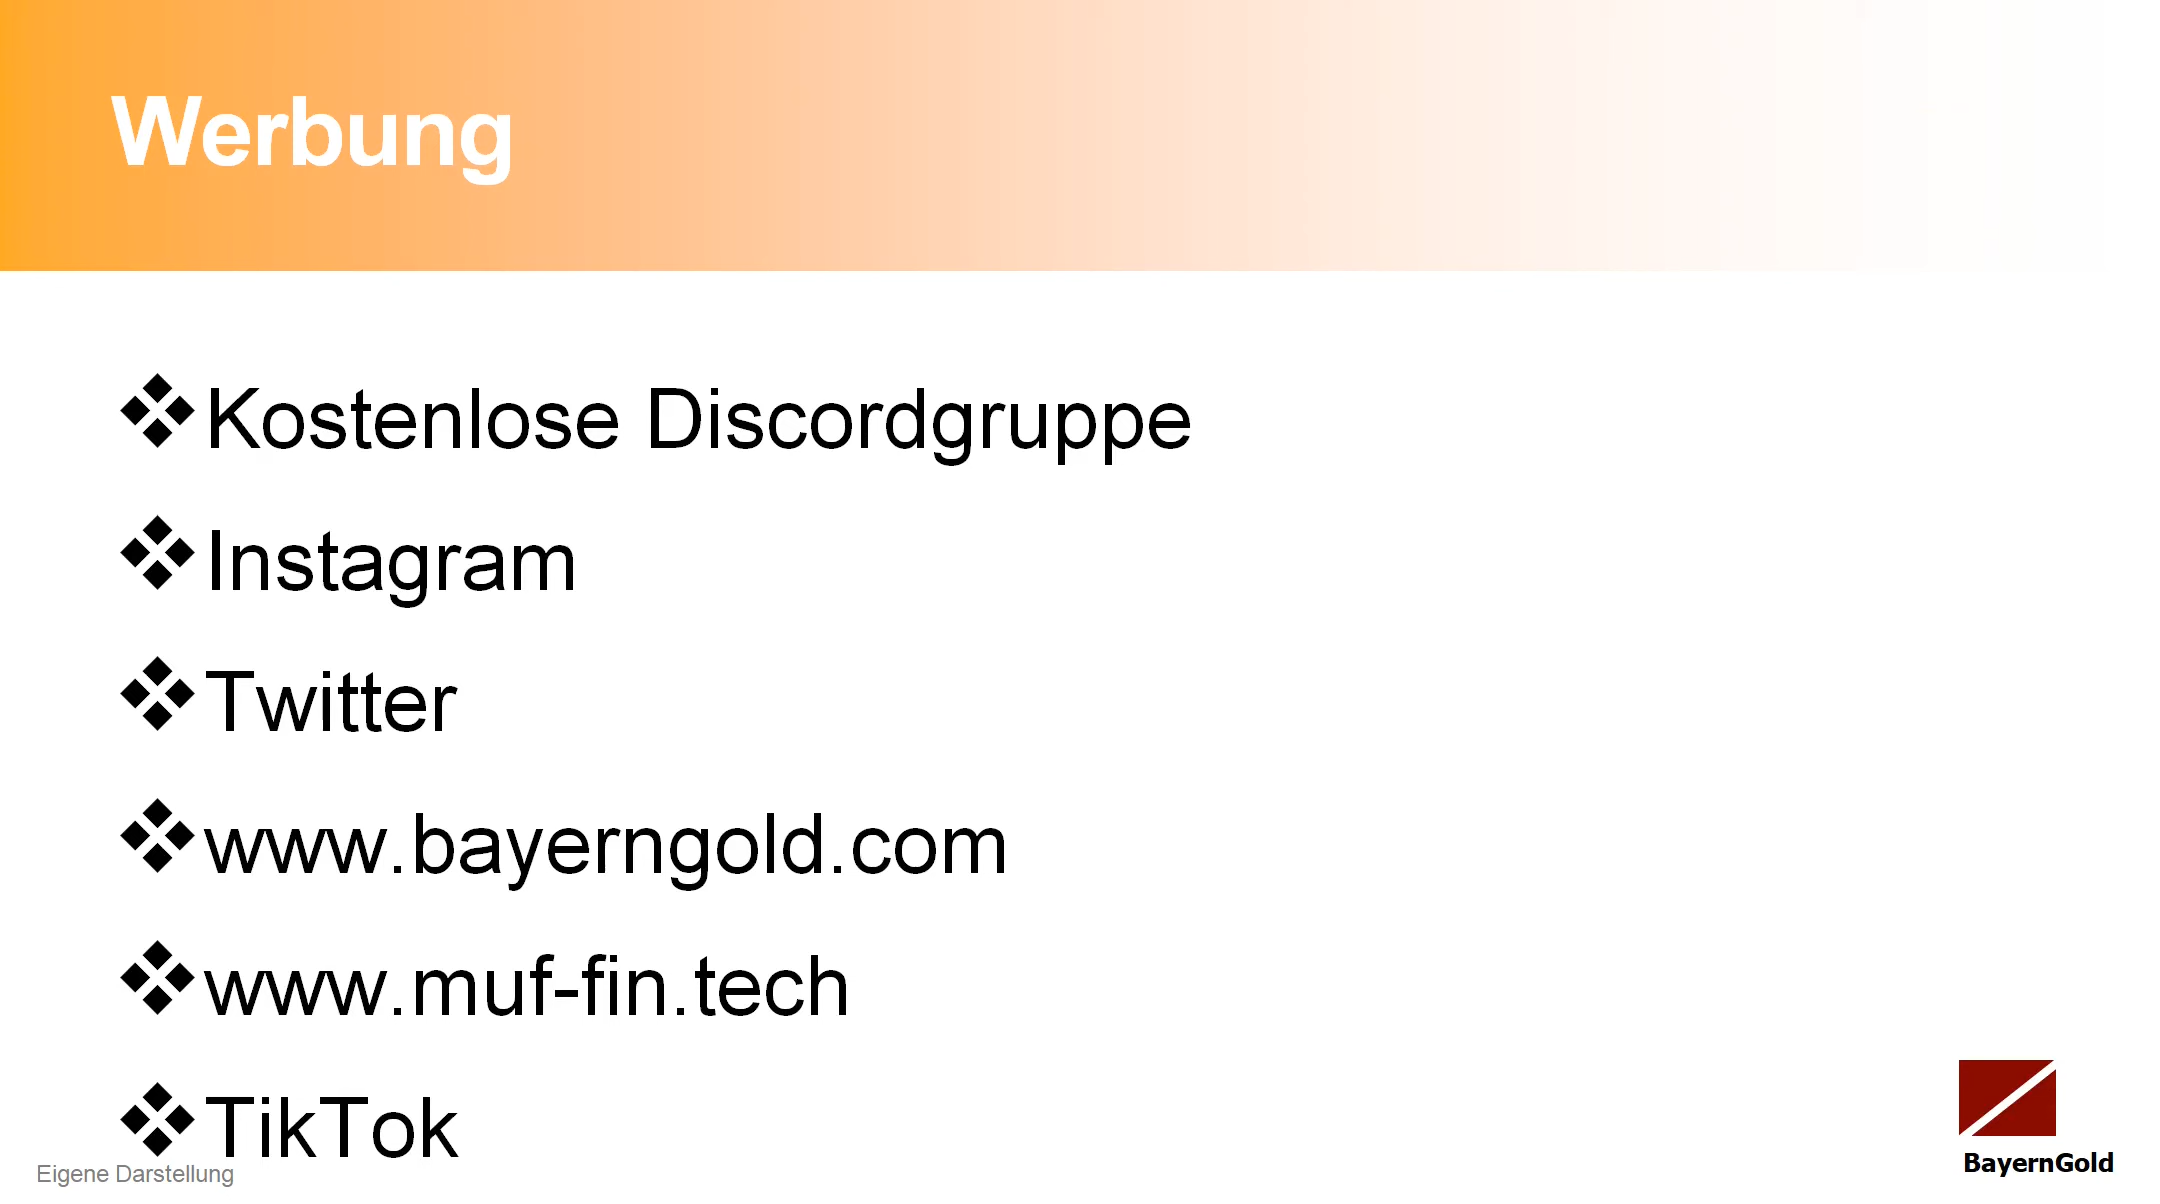 Werbung
Kostenlose Discordgruppe
Instagram
Twitter
www.bayerngold.com
www.muf-fin.tech
TikTok
Eigene Darstellung
BayernGold